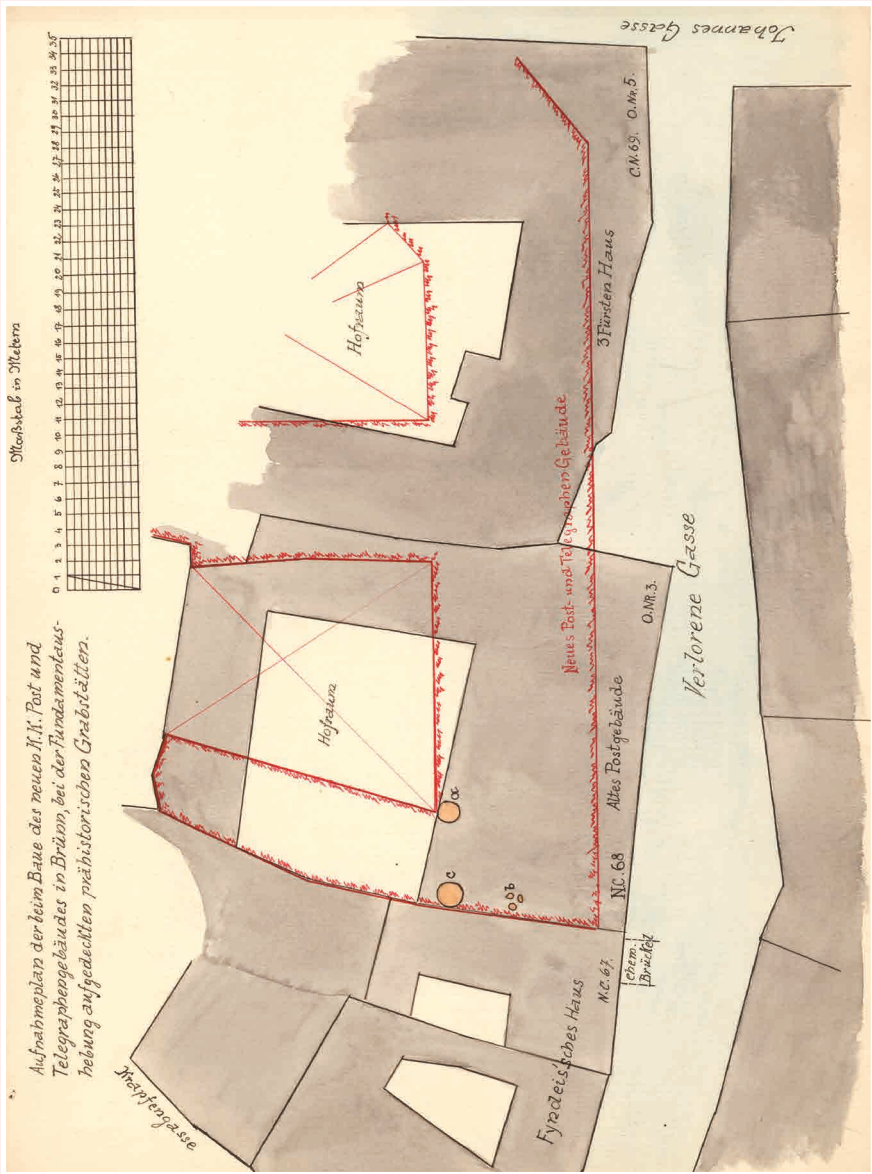 Aufnahmeplan der beim Baue des neuen K.K. Post und
Telegraphengebäudes in Brünn, bei der Fundamentaus-
hebung aufgedeckten prähistorischen Grabstätten.
Maßstab in Metern
0 1 2 3 4 5 6 7 8 9 10 11 12 13 14 15 16 17 18 19 20 21 22 23 24 25 26 27 28 29 30 31 32 33 34 35
Johannes Gasse
Hofraum
C.N. 69. O.Nr. 5.
3 Fürsten Haus
Neues Post- und Telegraphen Gebäude
Hofraum
O.NR. 3.
Verlorene Gasse
Altes Postgebäude
N.C. 68
a
c
b
Krapfengasse
Fyndeis'sches Haus
N.C. 67.
Ehem.
Brücke